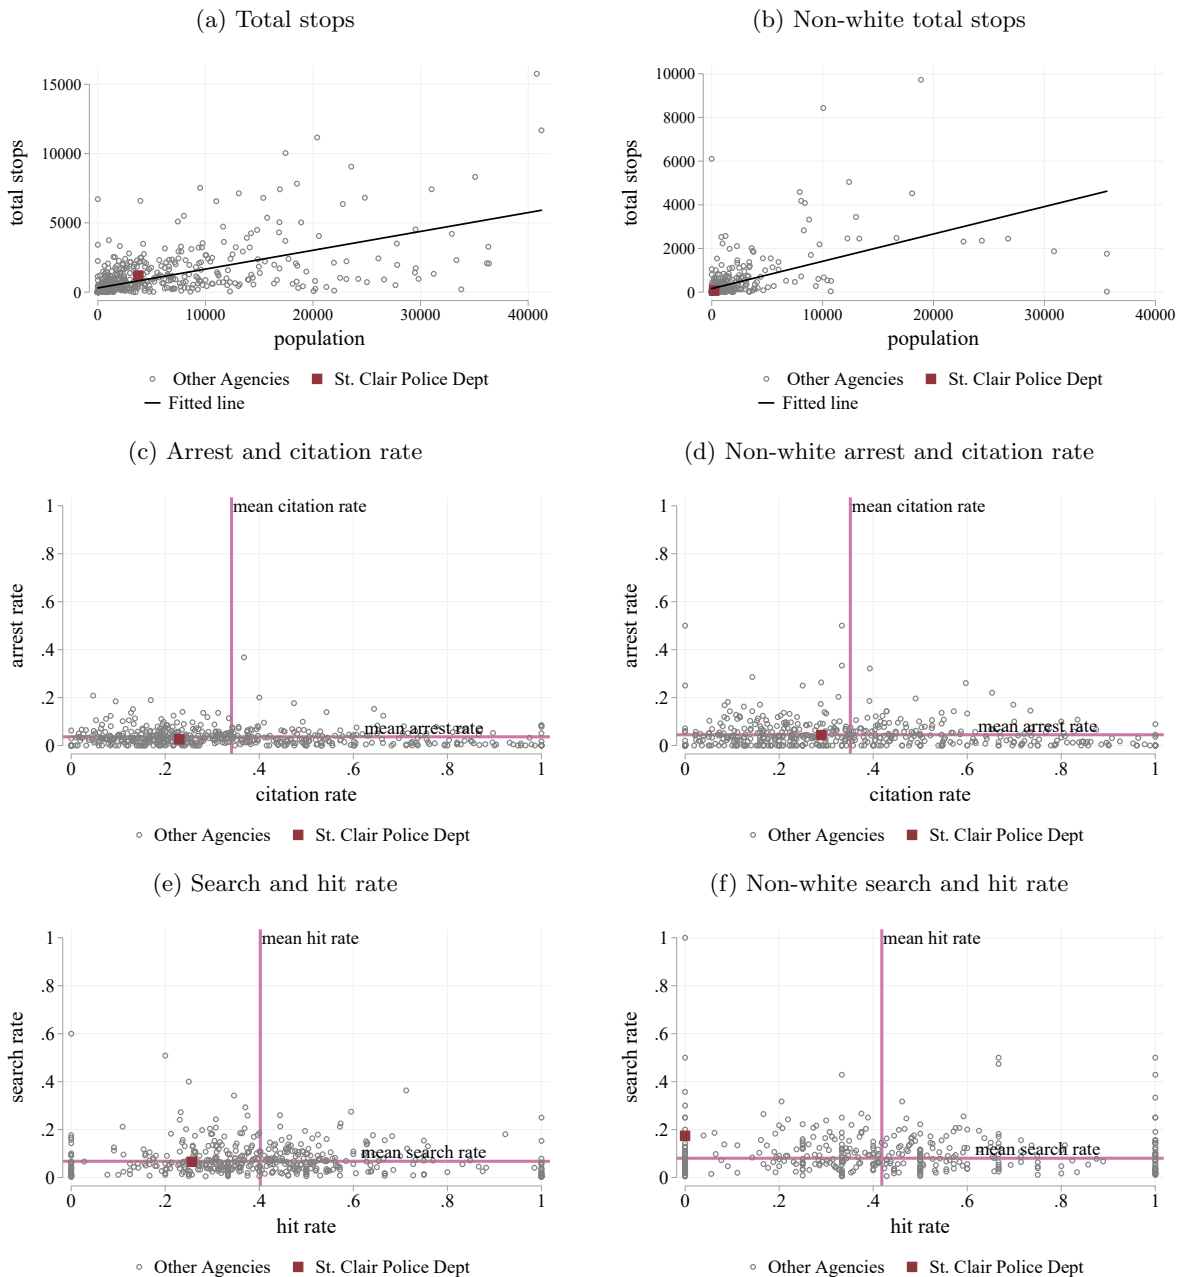 (a) Total stops
15000
10000
5000
0
total stops
0 10000 20000 30000 40000
population
Other Agencies St. Clair Police Dept
Fitted line
(b) Non-white total stops
10000
8000
6000
4000
2000
0
total stops
0 10000 20000 30000 40000
population
Other Agencies St. Clair Police Dept
Fitted line
(c) Arrest and citation rate
1
.8
.6
.4
.2
0
arrest rate
mean citation rate
mean arrest rate
0 .2 .4 .6 .8 1
citation rate
Other Agencies St. Clair Police Dept
(d) Non-white arrest and citation rate
1
.8
.6
.4
.2
0
arrest rate
mean citation rate
mean arrest rate
0 .2 .4 .6 .8 1
citation rate
Other Agencies St. Clair Police Dept
(e) Search and hit rate
1
.8
.6
.4
.2
0
search rate
mean hit rate
mean search rate
0 .2 .4 .6 .8 1
hit rate
Other Agencies St. Clair Police Dept
(f) Non-white search and hit rate
1
.8
.6
.4
.2
0
search rate
mean hit rate
mean search rate
0 .2 .4 .6 .8 1
hit rate
Other Agencies St. Clair Police Dept